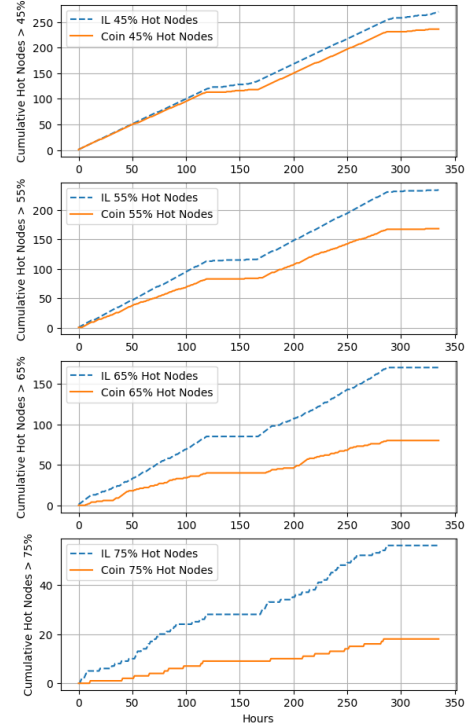 Cumulative Hot Nodes > 45%
250
200
150
100
50
0
IL 45% Hot Nodes
Coin 45% Hot Nodes
0 50 100 150 200 250 300 350
Cumulative Hot Nodes > 55%
200
150
100
50
0
IL 55% Hot Nodes
Coin 55% Hot Nodes
0 50 100 150 200 250 300 350
Cumulative Hot Nodes > 65%
150
100
50
0
IL 65% Hot Nodes
Coin 65% Hot Nodes
0 50 100 150 200 250 300 350
Cumulative Hot Nodes > 75%
40
20
0
IL 75% Hot Nodes
Coin 75% Hot Nodes
0 50 100 150 200 250 300 350
Hours